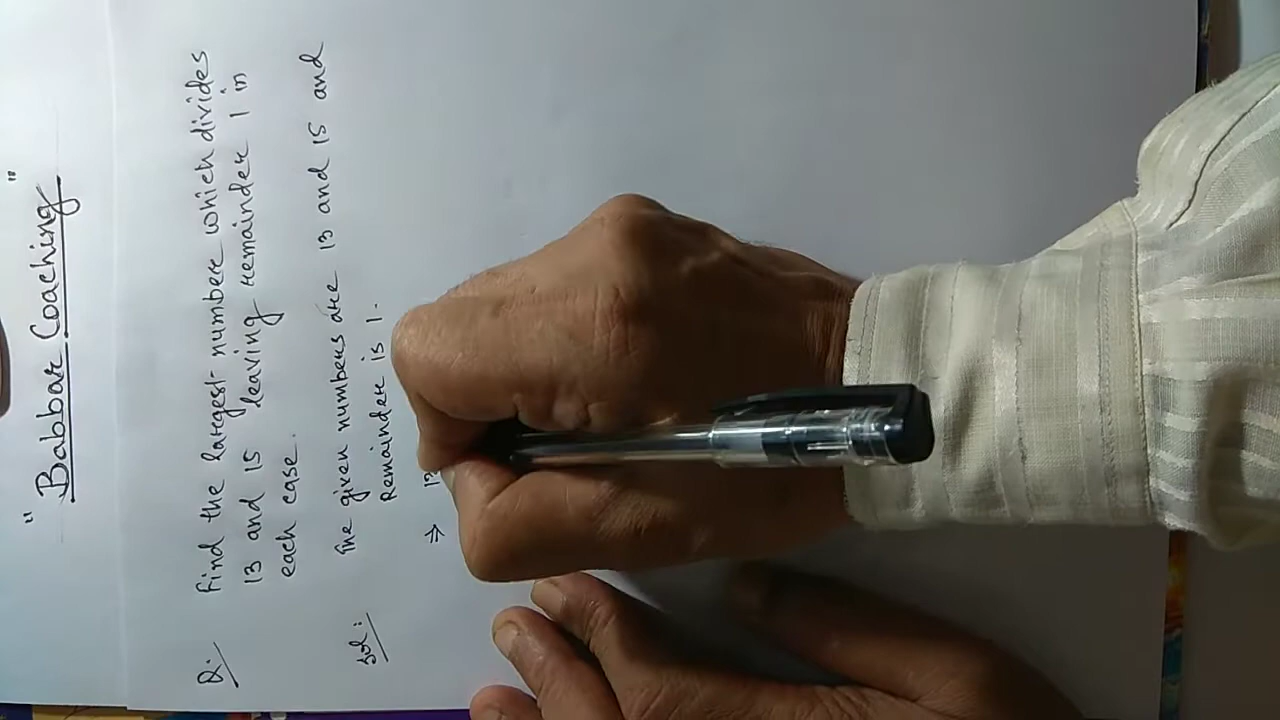 " Babbar Coaching "
Q:- Find the largest number which divides
13 and 15 leaving remainder 1 in
each case.
Sol: The given numbers are 13 and 15 and
Remainder is 1.
⇒ 13